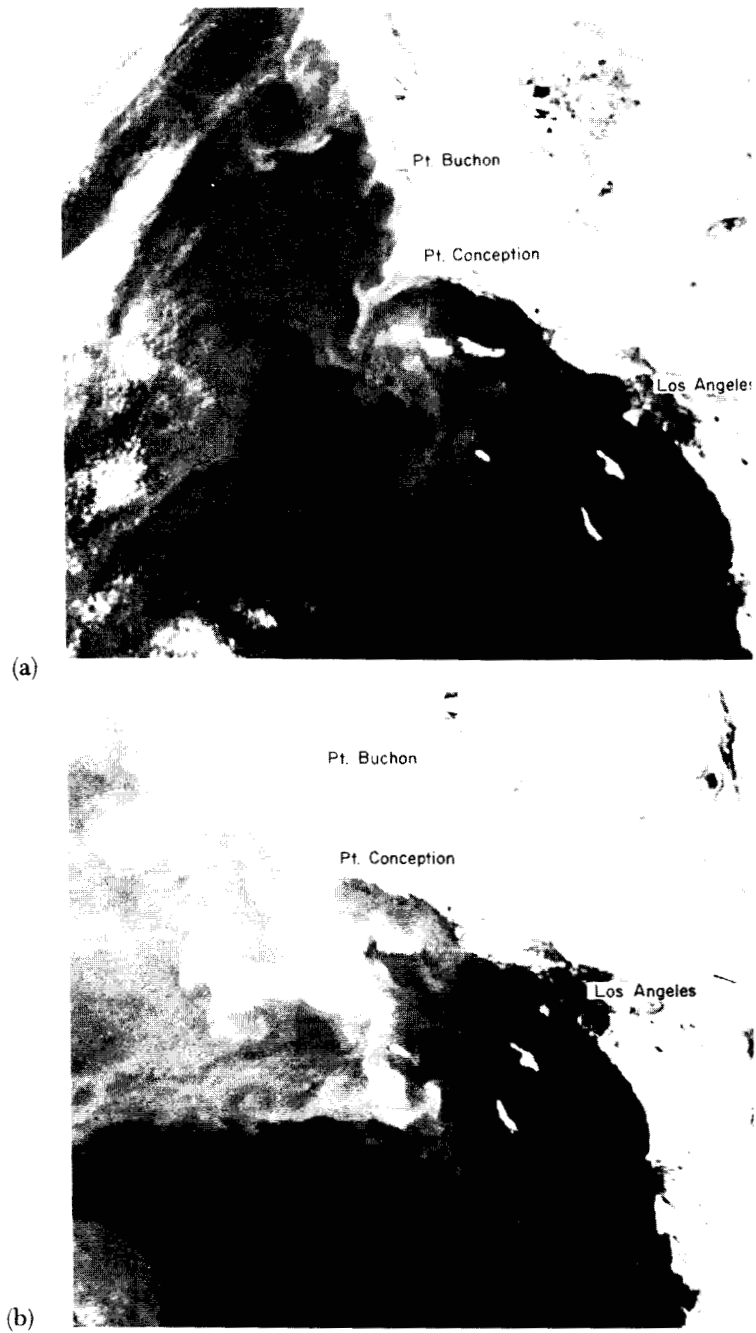 Pt. Buchon
Pt. Conception
Los Angeles
(a)
Pt. Buchon
Pt. Conception
Los Angeles
(b)